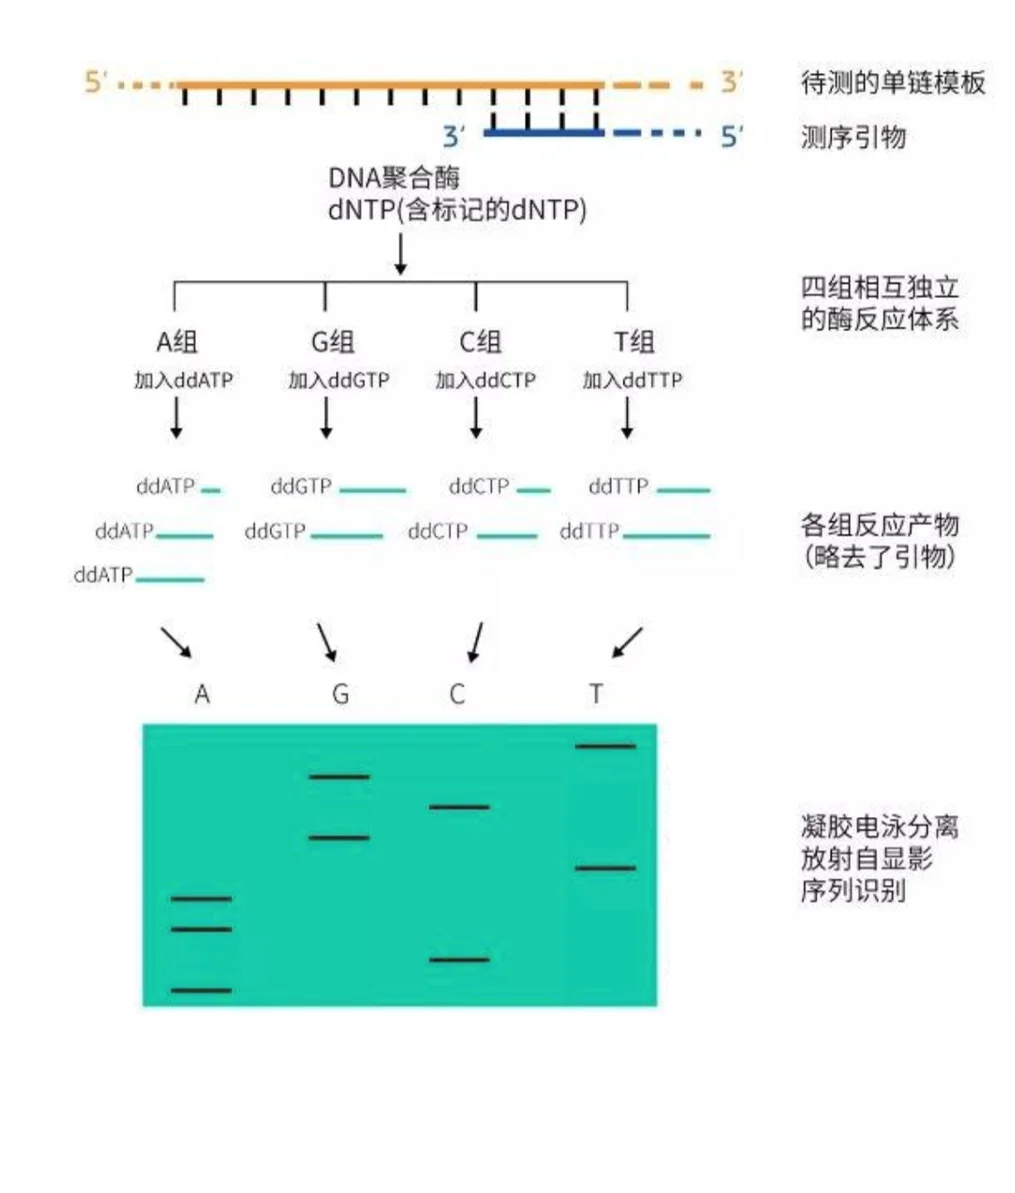 5′ 3′ 待测的单链模板
3′ 5′ 测序引物
DNA聚合酶
dNTP(含标记的dNTP)
四组相互独立
的酶反应体系
A组 G组 C组 T组
加入ddATP 加入ddGTP 加入ddCTP 加入ddTTP
ddATP ddGTP ddCTP ddTTP
ddATP ddGTP ddCTP ddTTP
ddATP
各组反应产物
(略去了引物)
A G C T
凝胶电泳分离
放射自显影
序列识别